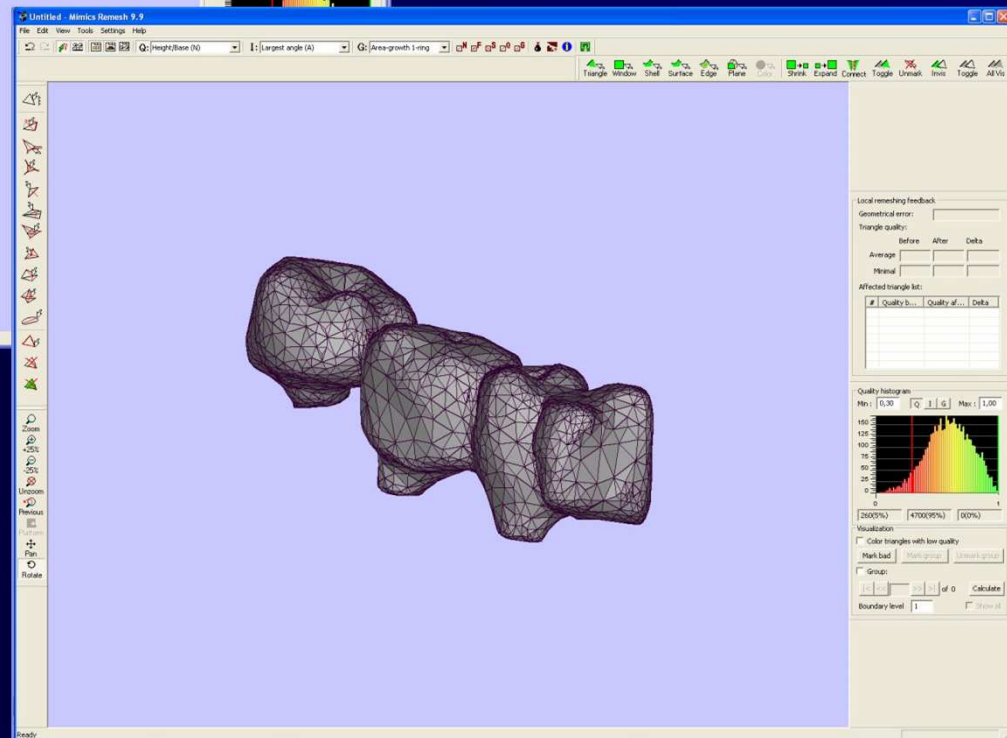 Untitled - Mimics Remesh 9.9
File Edit View Tools Settings Help
Q: Height/Base (N) I: Largest angle (A) G: Area-growth 1-ring N F S Q G
Triangle Window Shell Surface Edge Plane Color Shrink Expand Connect Toggle Unmark Invis Toggle All Vis
Zoom
+25%
-25%
Unzoom
Previous
Platform
Pan
Rotate
Local remeshing feedback
Geometrical error:
Triangle quality:
Before After Delta
Average
Minimal
Affected triangle list:
# Quality b... Quality af... Delta
Quality histogram
Min : 0,30 Q I G Max : 1,00
150
125
100
75
50
25
0
0 1
260(5%) 4700(95%) 0(0%)
Visualization
Color triangles with low quality
Mark bad Mark group Unmark group
Group:
|< << >> >| of 0 Calculate
Boundary level 1 Show all
Ready